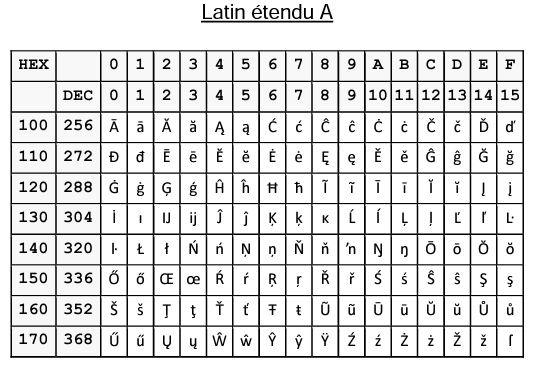 Latin étendu A
HEX 0 1 2 3 4 5 6 7 8 9 A B C D E F
DEC 0 1 2 3 4 5 6 7 8 9 10 11 12 13 14 15
100 256 Ā ā Ă ă Ą ą Ć ć Ĉ ĉ Ċ ċ Č č Ď ď
110 272 Đ đ Ē ē Ĕ ĕ Ė ė Ę ę Ě ě Ĝ ĝ Ğ ğ
120 288 Ġ ġ Ģ ģ Ĥ ĥ Ħ ħ Ĩ ĩ Ī ī Ĭ ĭ Į į
130 304 İ ı IJ ij Ĵ ĵ Ķ ķ ĸ Ĺ ĺ Ļ ļ Ľ ľ Ŀ
140 320 ŀ Ł ł Ń ń Ņ ņ Ň ň ŉ Ŋ ŋ Ō ō Ŏ ŏ
150 336 Ő ő Œ œ Ŕ ŕ Ŗ ŗ Ř ř Ś ś Ŝ ŝ Ş ş
160 352 Š š Ţ ţ Ť ť Ŧ ŧ Ũ ũ Ū ū Ŭ ŭ Ů ů
170 368 Ű ű Ų ų Ŵ ŵ Ŷ ŷ Ÿ Ź ź Ż ż Ž ž ſ